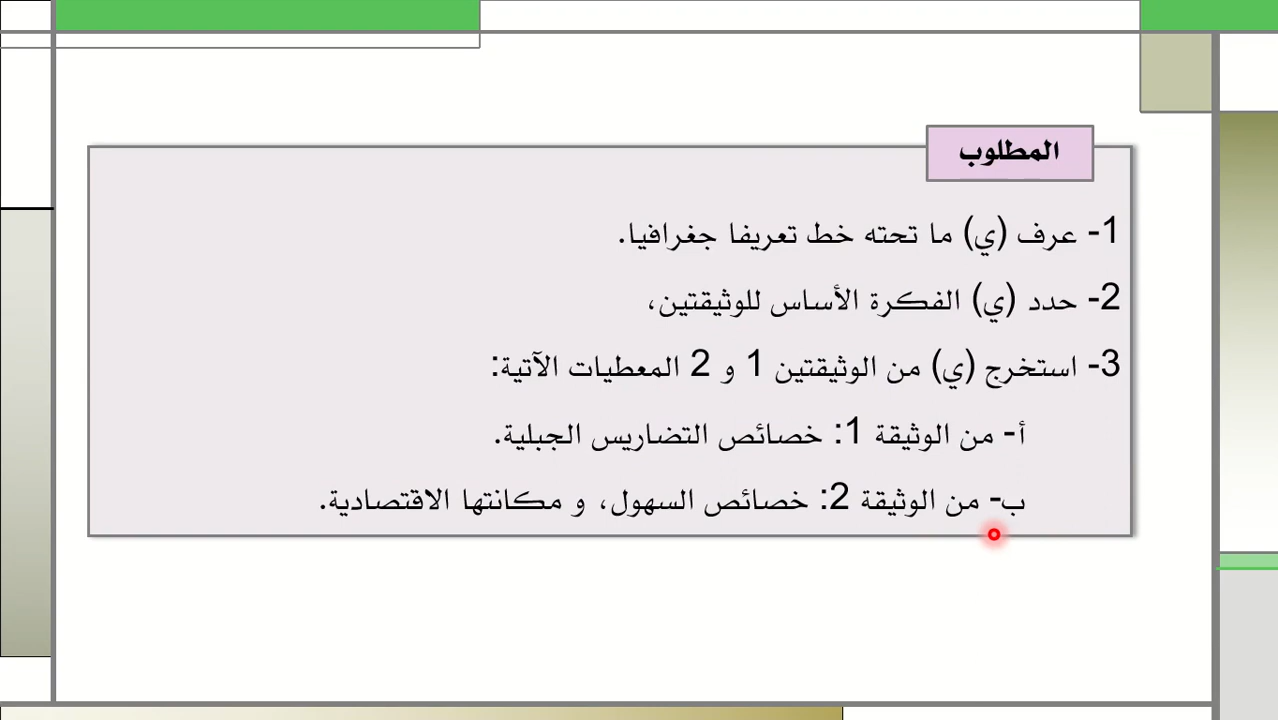 المطلوب
1- عرف (ي) ما تحته خط تعريفا جغرافيا.
2- حدد (ي) الفكرة الأساس للوثيقتين،
3- استخرج (ي) من الوثيقتين 1 و 2 المعطيات الآتية:
أ- من الوثيقة 1: خصائص التضاريس الجبلية.
ب- من الوثيقة 2: خصائص السهول، و مكانتها الاقتصادية.